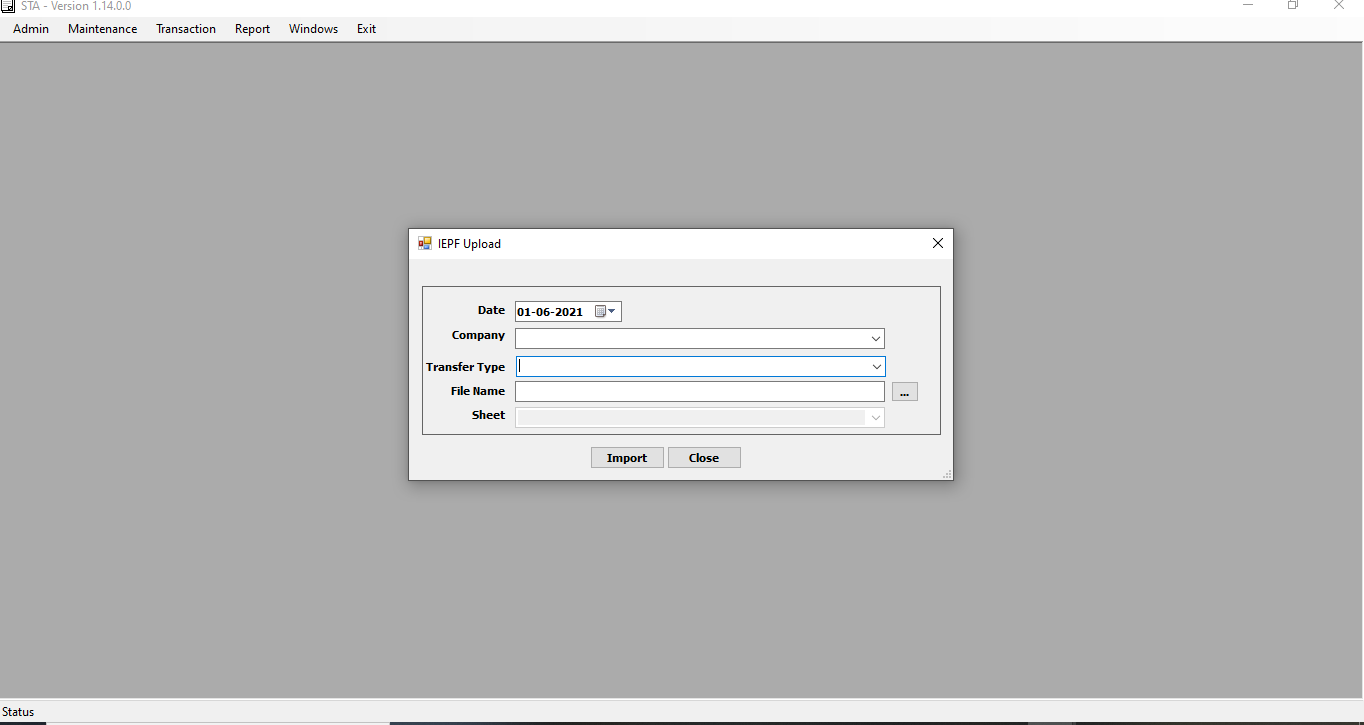 STA - Version 1.14.0.0
Admin Maintenance Transaction Report Windows Exit
IEPF Upload
Date 01-06-2021
Company
Transfer Type
File Name ...
Sheet
Import Close
Status